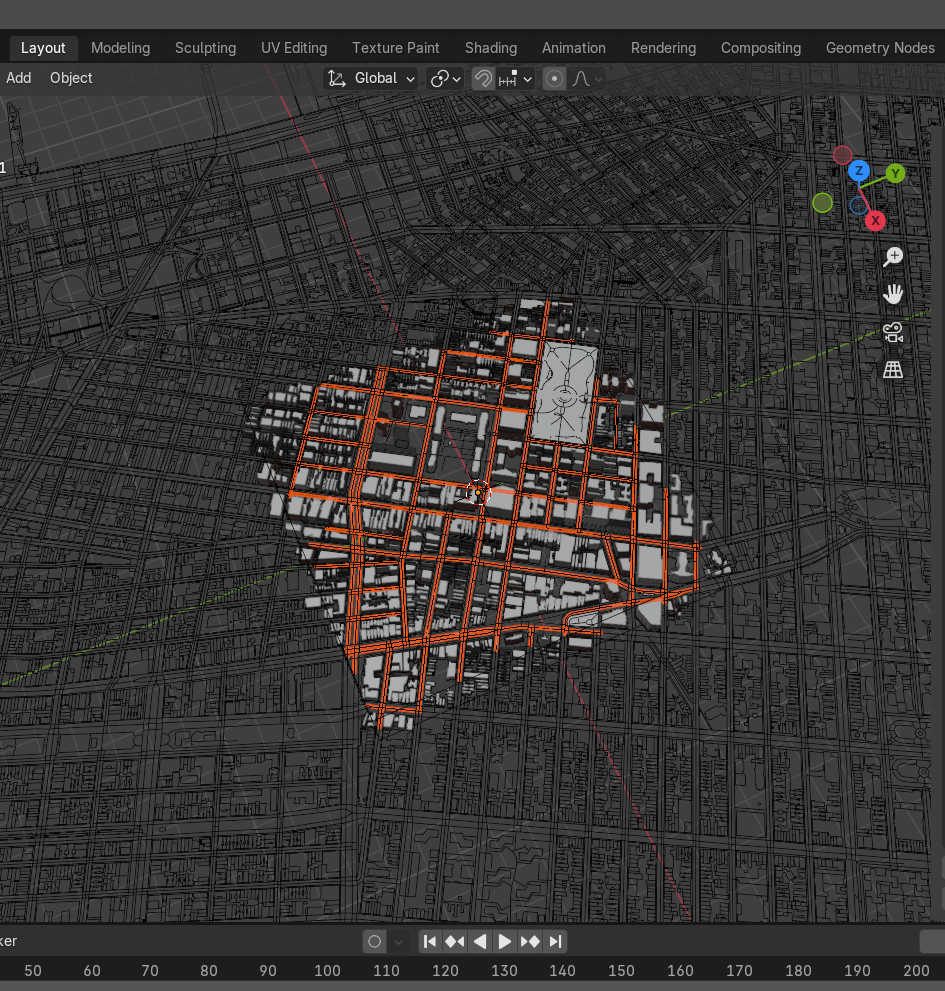 Layout Modeling Sculpting UV Editing Texture Paint Shading Animation Rendering Compositing Geometry Nodes
Add Object Global
1
Z
Y
X
ker
50 60 70 80 90 100 110 120 130 140 150 160 170 180 190 200